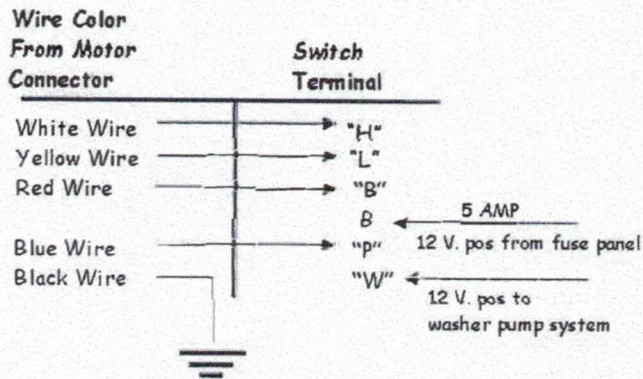 Wire Color
From Motor
Connector
Switch
Terminal
White Wire
"H"
Yellow Wire
"L"
Red Wire
"B"
B
5 AMP
12 V. pos from fuse panel
Blue Wire
"P"
Black Wire
"W"
12 V. pos to
washer pump system